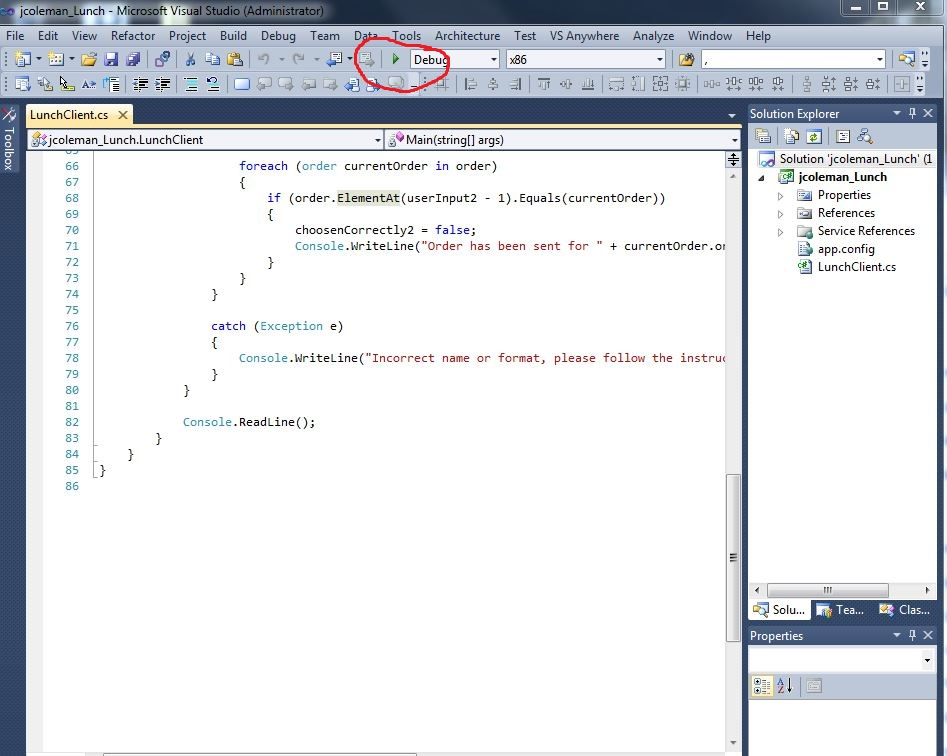 jcoleman_Lunch - Microsoft Visual Studio (Administrator)
File Edit View Refactor Project Build Debug Team Data Tools Architecture Test VS Anywhere Analyze Window Help
Debug x86 ,
LunchClient.cs
jcoleman_Lunch.LunchClient Main(string[] args)
Toolbox
66 foreach (order currentOrder in order)
67 {
68 if (order.ElementAt(userInput2 - 1).Equals(currentOrder))
69 {
70 choosenCorrectly2 = false;
71 Console.WriteLine("Order has been sent for " + currentOrder.or
72 }
73 }
74 }
75
76 catch (Exception e)
77 {
78 Console.WriteLine("Incorrect name or format, please follow the instruc
79 }
80 }
81
82 Console.ReadLine();
83 }
84 }
85 }
86
Solution Explorer
Solution 'jcoleman_Lunch' (1
jcoleman_Lunch
Properties
References
Service References
app.config
LunchClient.cs
Solu... Tea... Clas...
Properties